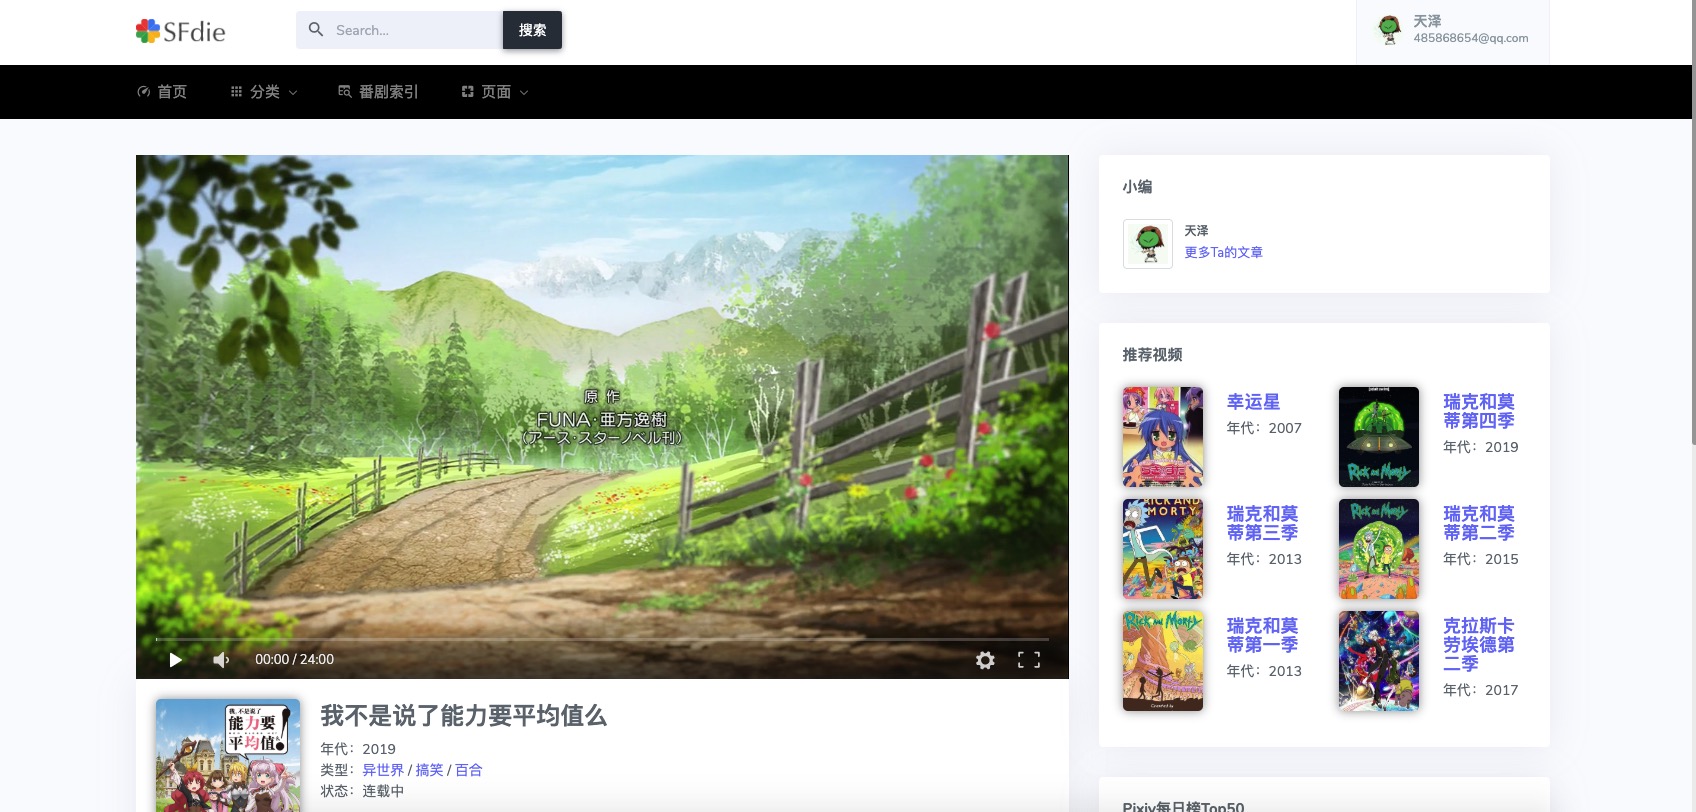 SFdie
Search...
搜索
天泽
485868654@qq.com
首页
分类
番剧索引
页面
原 作
FUNA·亜方逸樹
(アース・スターノベル刊)
00:00 / 24:00
小编
天泽
更多Ta的文章
推荐视频
幸运星
年代：2007
瑞克和莫
蒂第四季
年代：2019
RICK AND
MORTY
瑞克和莫
蒂第三季
年代：2013
Rick and Morty
瑞克和莫
蒂第二季
年代：2015
Rick and Morty
瑞克和莫
蒂第一季
年代：2013
克拉斯卡
劳埃德第
二季
年代：2017
我,不是说了
能力要
平均值
我不是说了能力要平均值么
年代：2019
类型：异世界 / 搞笑 / 百合
状态：连载中
Pixiv每日榜Top50